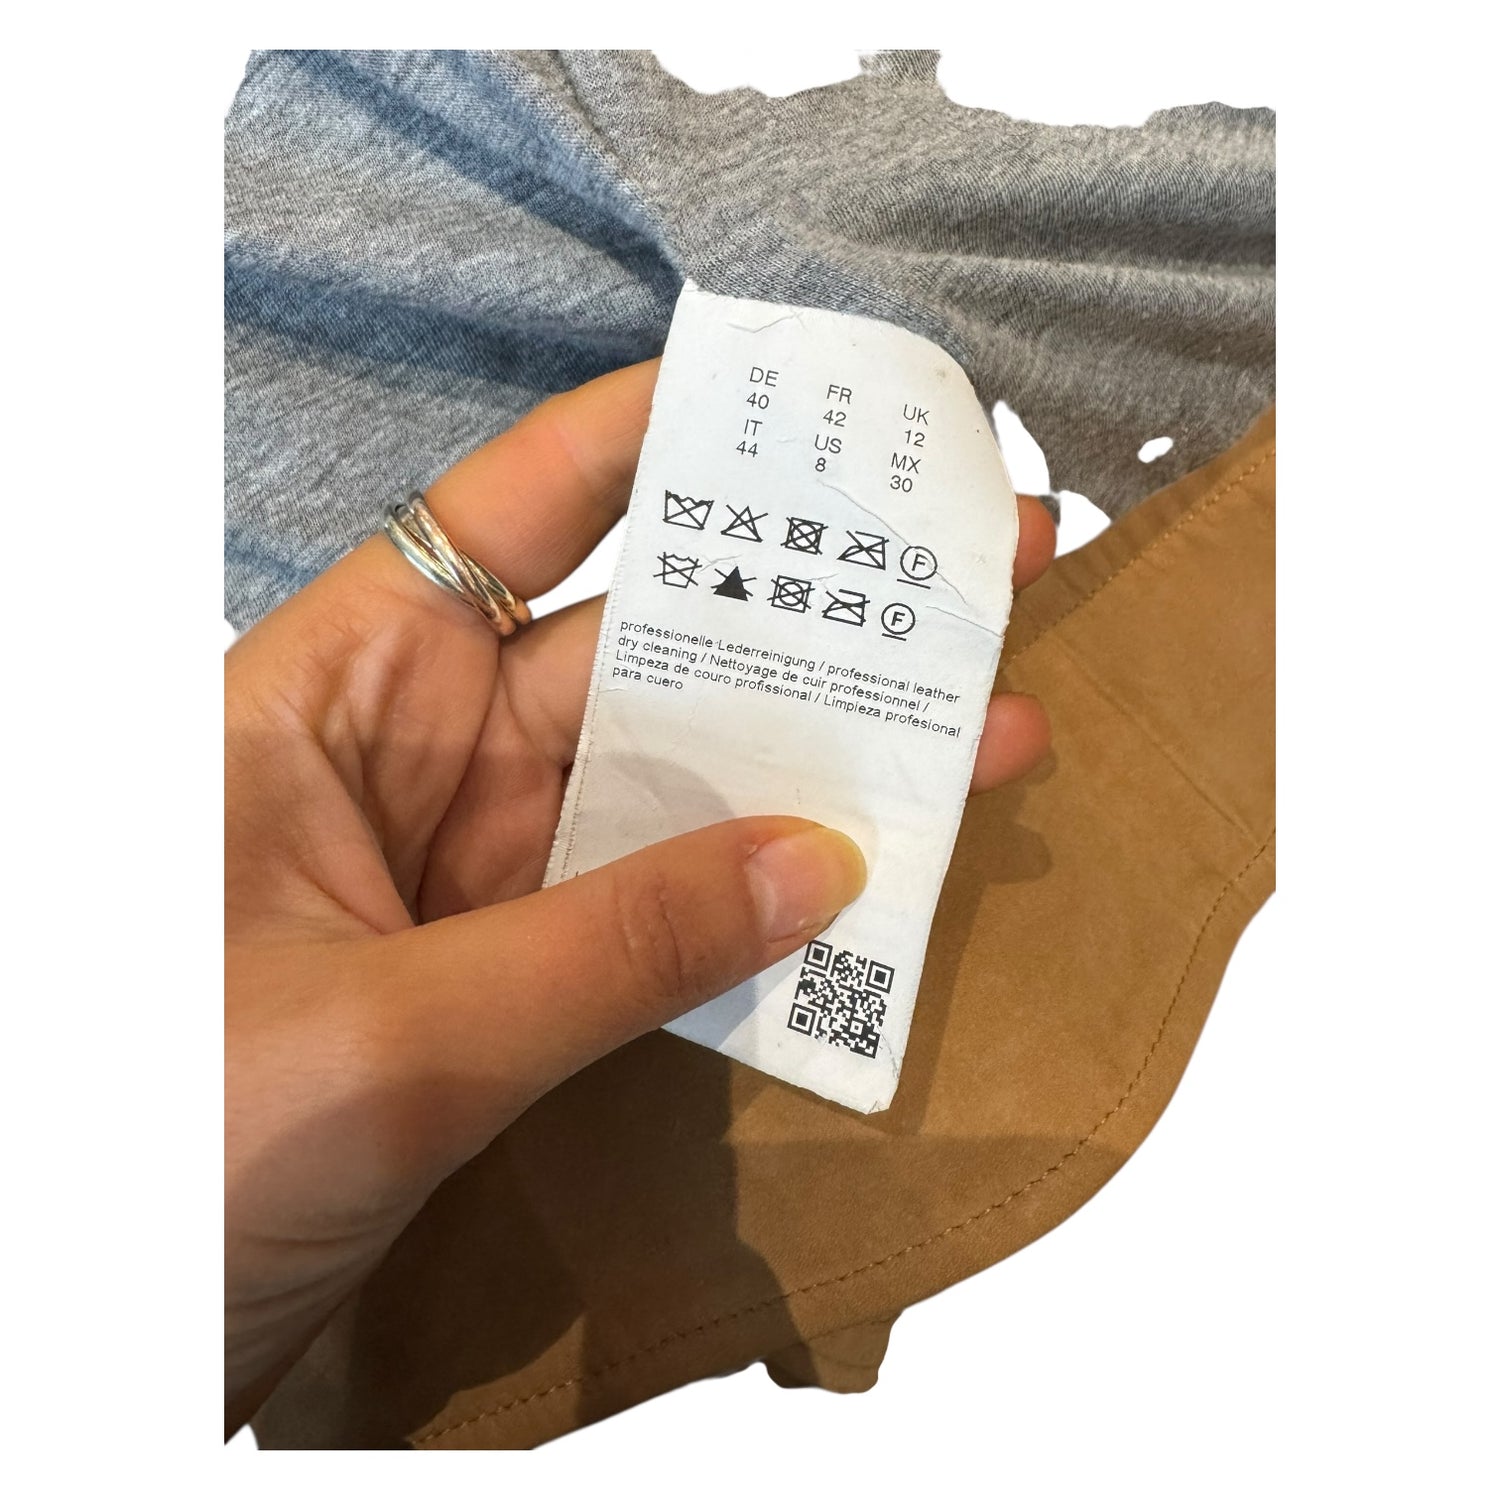 DE FR UK
40 42 12
IT US MX
44 8 30
F
F
professionelle Lederreinigung / professional leather
dry cleaning / Nettoyage de cuir professionnel /
Limpeza de couro profissional / Limpieza profesional
para cuero